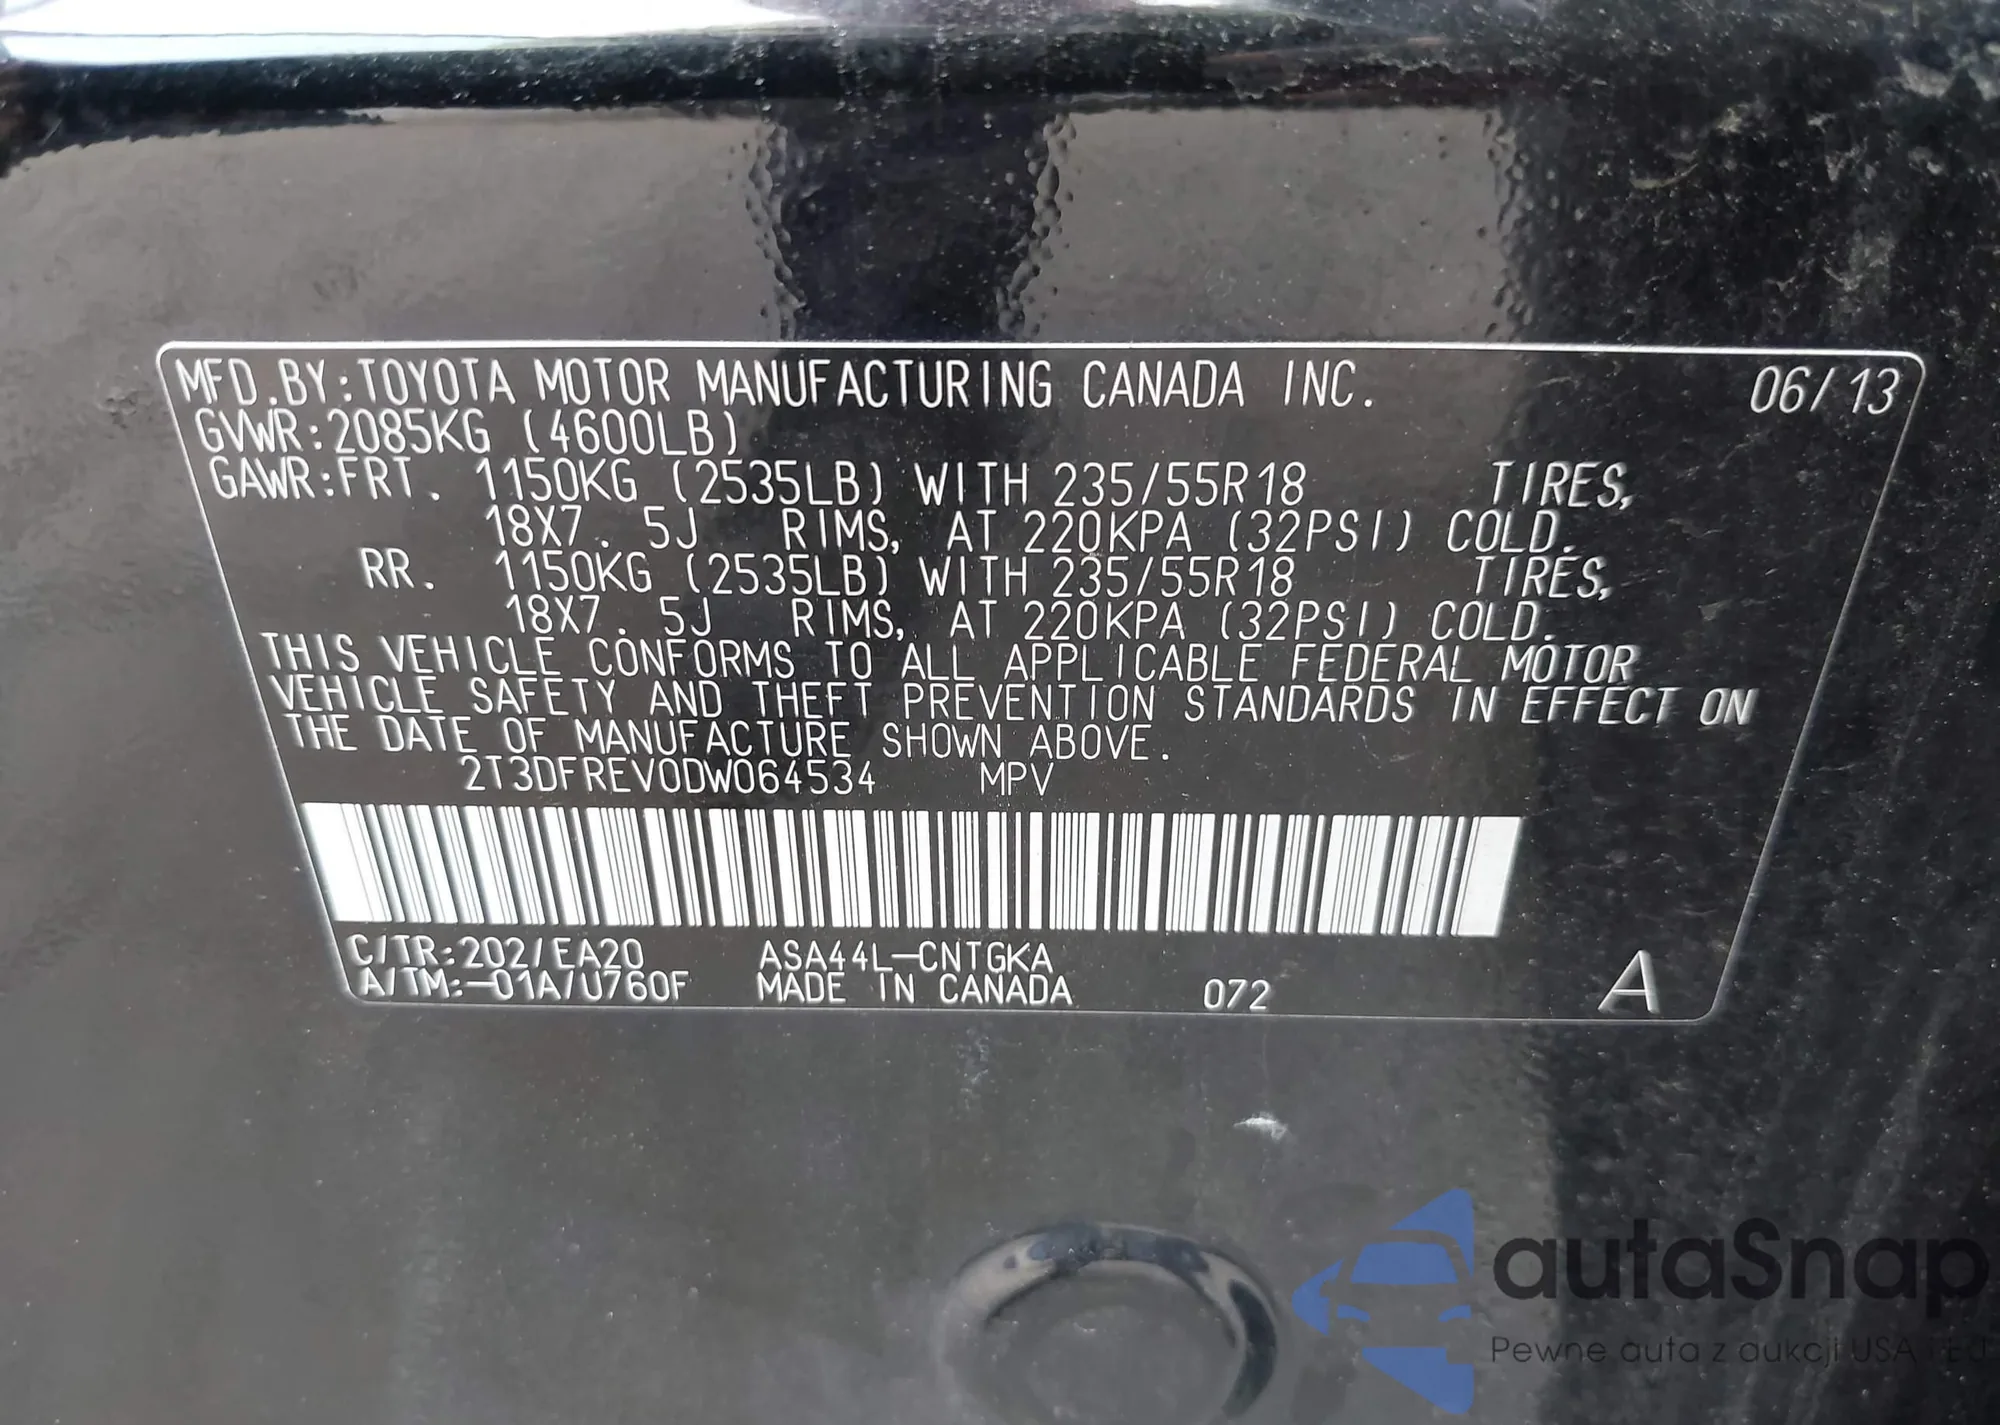 MFD.BY:TOYOTA MOTOR MANUFACTURING CANADA INC. 06/13
GVWR:2085KG (4600LB)
GAWR:FRT. 1150KG (2535LB) WITH 235/55R18 TIRES,
18X7.5J RIMS, AT 220KPA (32PSI) COLD.
RR. 1150KG (2535LB) WITH 235/55R18 TIRES,
18X7.5J RIMS, AT 220KPA (32PSI) COLD.
THIS VEHICLE CONFORMS TO ALL APPLICABLE FEDERAL MOTOR
VEHICLE SAFETY AND THEFT PREVENTION STANDARDS IN EFFECT ON
THE DATE OF MANUFACTURE SHOWN ABOVE.
2T3DFREV0DW064534 MPV
C/TR:202/EA20 ASA44L-CNTGKA
A/TM:-01A/U760F MADE IN CANADA 072 A
autaSnap
Pewne auta z aukcji USA i EU